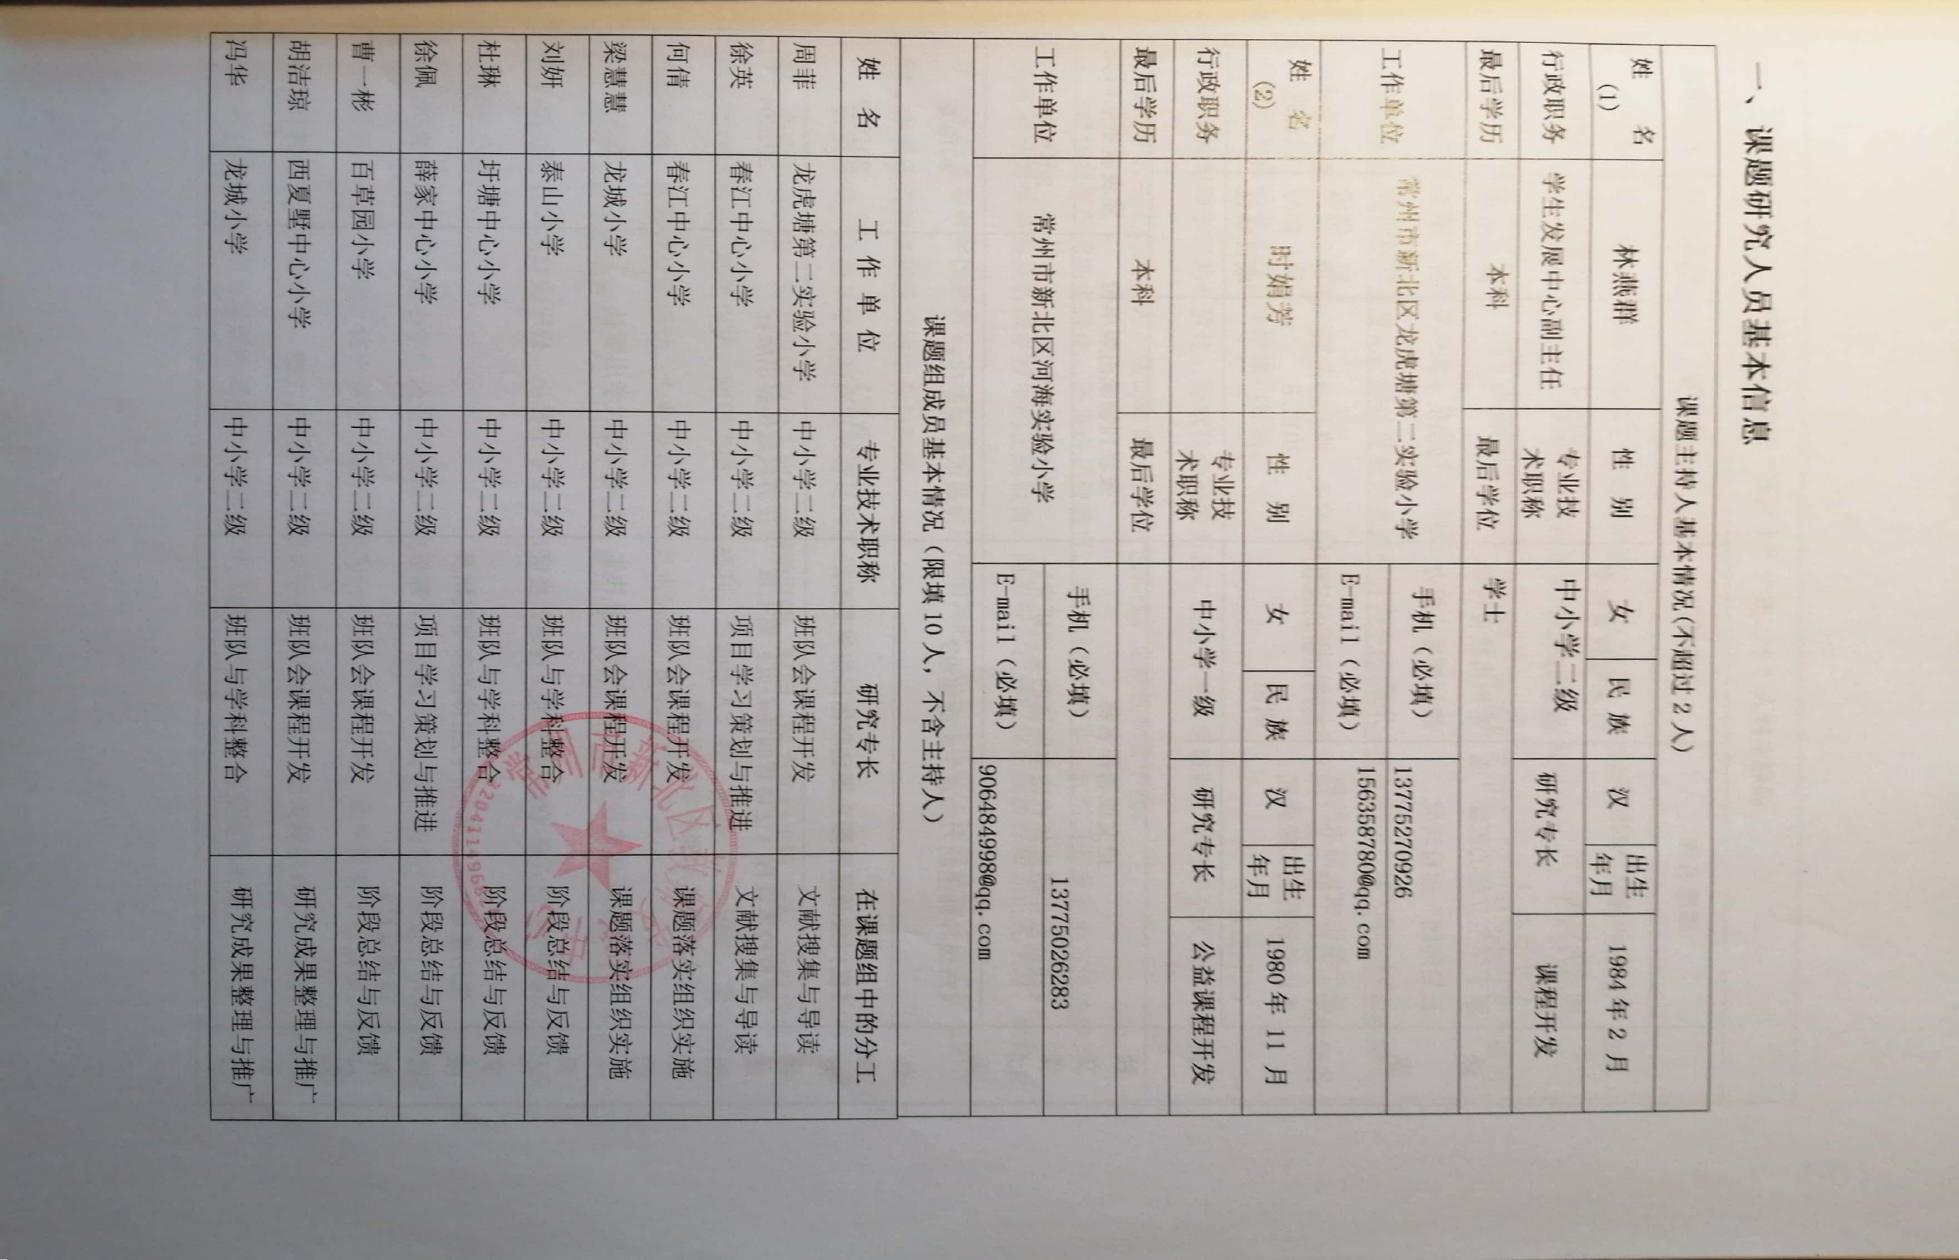 一、课题研究人员基本信息
课题主持人基本情况(不超过2人)
姓 名(1) 林燕群 性 别 女 民 族 汉 出生年月 1984年2月
行政职务 学生发展中心副主任 专业技术职称 中小学二级 研究专长 课程开发
最后学历 本科 最后学位 学士
工作单位 常州市新北区龙虎塘第二实验小学 手机（必填） 13775270926
E-mail（必填） 156358780@qq.com
姓 名(2) 时娟芳 性 别 女 民 族 汉 出生年月 1980年11月
行政职务 专业技术职称 中小学一级 研究专长 公益课程开发
最后学历 本科 最后学位
工作单位 常州市新北区河海实验小学 手机（必填） 13775026283
E-mail（必填） 906484998@qq.com
课题组成员基本情况（限填10人，不含主持人）
姓 名 工 作 单 位 专业技术职称 研究专长 在课题组中的分工
周菲 龙虎塘第二实验小学 中小学二级 班队会课程开发 文献搜集与导读
徐英 春江中心小学 中小学二级 项目学习策划与推进 文献搜集与导读
何倩 春江中心小学 中小学二级 班队会课程开发 课题落实组织实施
梁慧慧 龙城小学 中小学二级 班队会课程开发 课题落实组织实施
刘妍 泰山小学 中小学二级 班队与学科整合 阶段总结与反馈
杜琳 圩塘中心小学 中小学二级 班队与学科整合 阶段总结与反馈
徐佩 薛家中心小学 中小学二级 项目学习策划与推进 阶段总结与反馈
曹一彬 百草园小学 中小学二级 班队会课程开发 阶段总结与反馈
胡洁琼 西夏墅中心小学 中小学二级 班队会课程开发 研究成果整理与推广
冯华 龙城小学 中小学二级 班队与学科整合 研究成果整理与推广
常州市新北区教